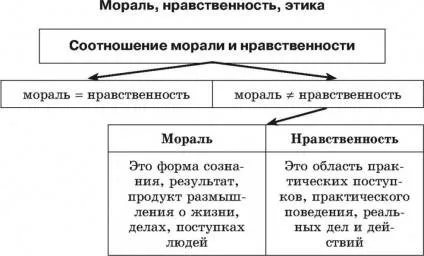 Мораль, нравственность, этика
Соотношение морали и нравственности
мораль = нравственность
мораль ≠ нравственность
Мораль
Это форма созна-
ния, результат,
продукт размыш-
ления о жизни,
делах, поступках
людей
Нравственность
Это область прак-
тических поступ-
ков, практического
поведения, реаль-
ных дел и дей-
ствий